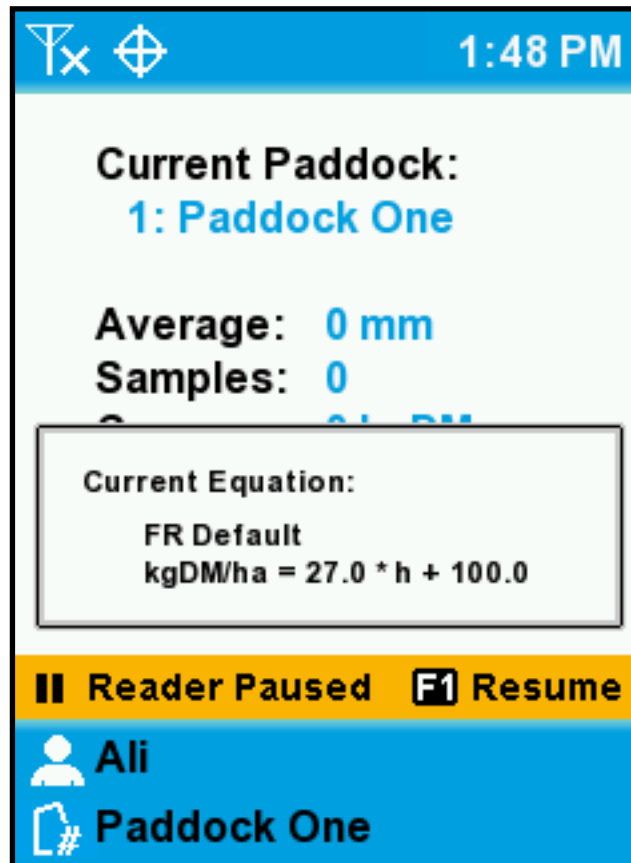 1:48 PM
Current Paddock:
1: Paddock One
Average: 0 mm
Samples: 0
Current Equation:
FR Default
kgDM/ha = 27.0 * h + 100.0
Reader Paused F1 Resume
Ali
Paddock One